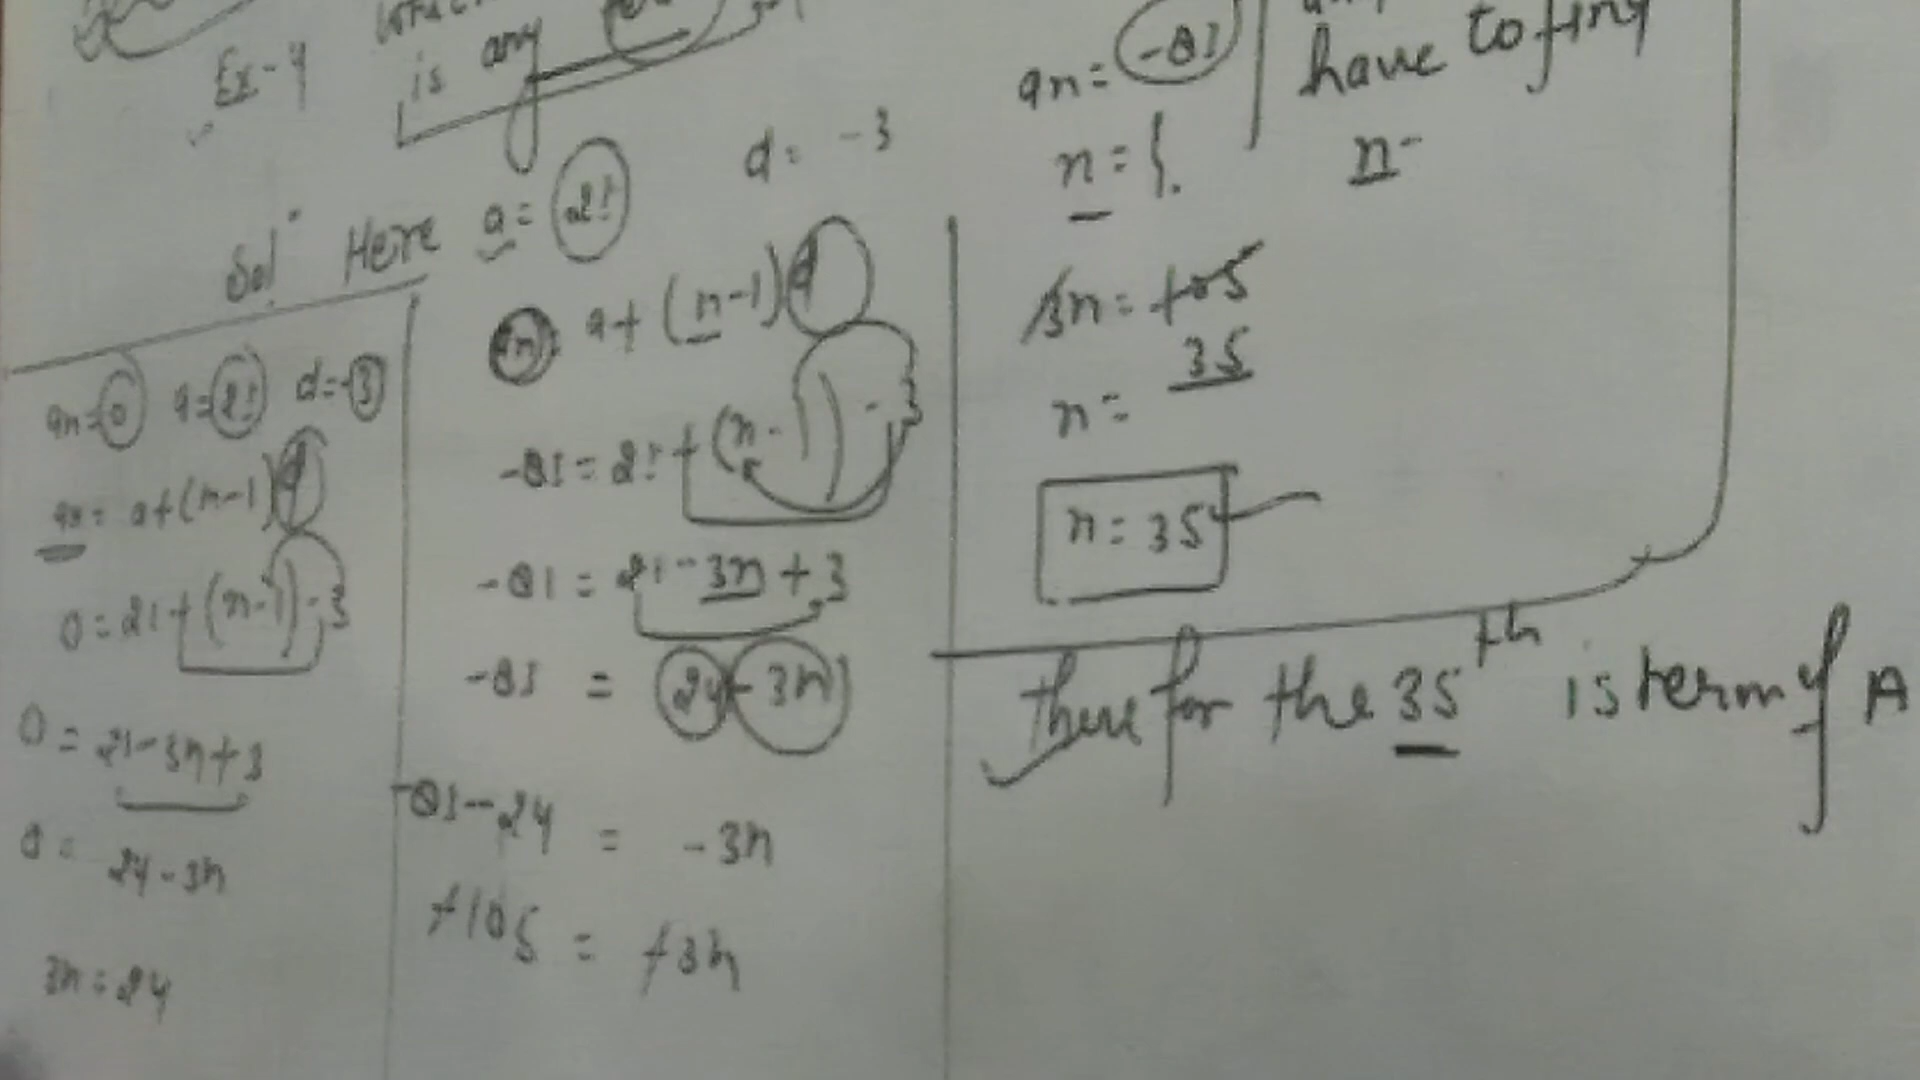 Ex-4
is any
Sol Here a = 21 d = -3
an = -81
n = ?
have to find
n-
an = 0 a = 21 d = -3
an = a + (n-1)d
0 = 21 + (n-1) -3
0 = 21 - 3n + 3
0 = 24 - 3n
3n = 24
an = a + (n-1)d
-81 = 21 + (n-1) -3
-81 = 21 - 3n + 3
-81 = 24 - 3n
-81 - 24 = -3n
+105 = +3n
3n = 105
35
n =
n = 35
there for the 35th is term of A